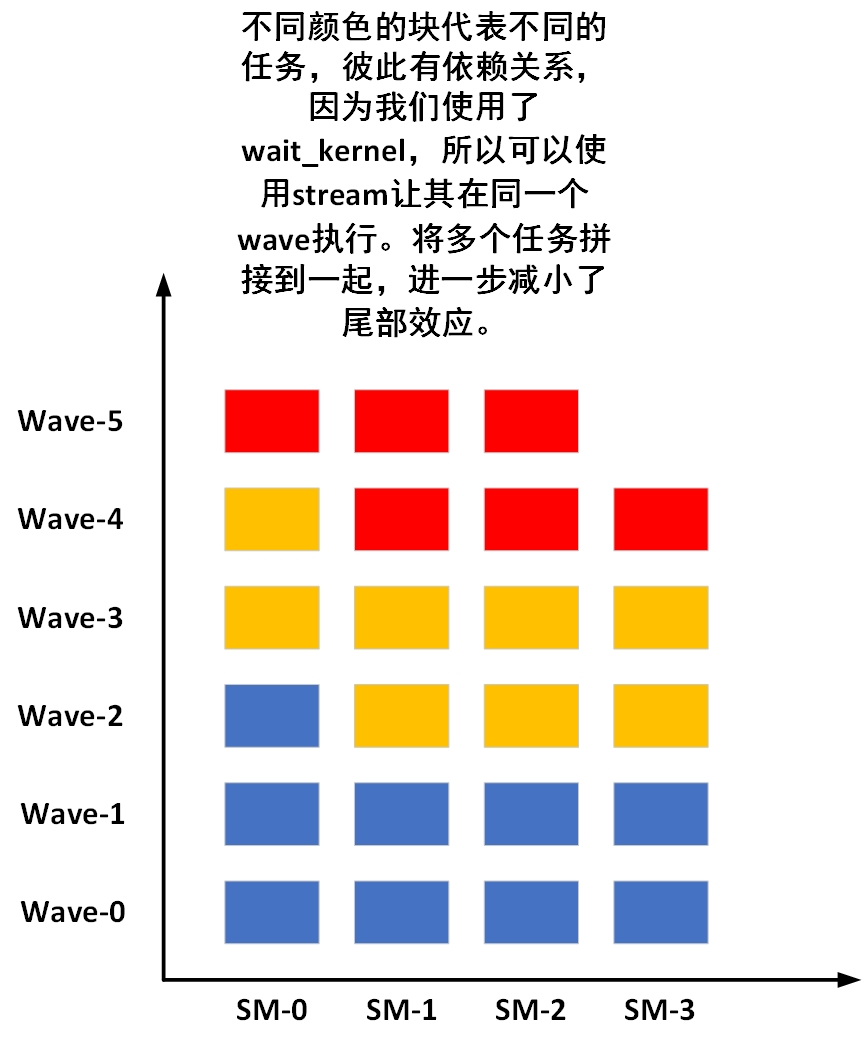 不同颜色的块代表不同的
任务，彼此有依赖关系，
因为我们使用了
wait_kernel，所以可以使
用stream让其在同一个
wave执行。将多个任务拼
接到一起，进一步减小了
尾部效应。
Wave-5
Wave-4
Wave-3
Wave-2
Wave-1
Wave-0
SM-0 SM-1 SM-2 SM-3